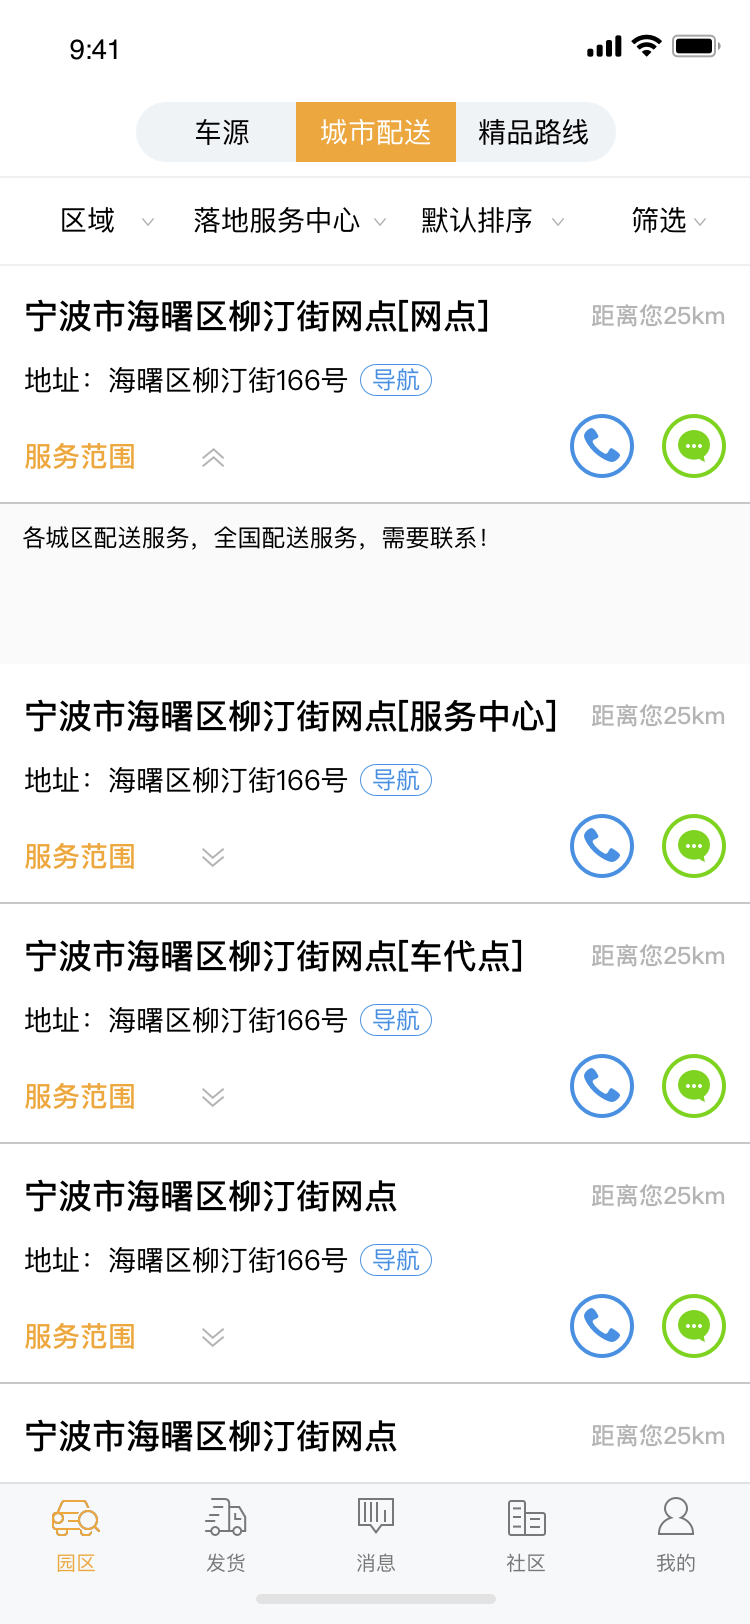 9:41
车源 城市配送 精品路线
区域 落地服务中心 默认排序 筛选
宁波市海曙区柳汀街网点[网点] 距离您25km
地址：海曙区柳汀街166号 导航
服务范围
各城区配送服务，全国配送服务，需要联系！
宁波市海曙区柳汀街网点[服务中心] 距离您25km
地址：海曙区柳汀街166号 导航
服务范围
宁波市海曙区柳汀街网点[车代点] 距离您25km
地址：海曙区柳汀街166号 导航
服务范围
宁波市海曙区柳汀街网点 距离您25km
地址：海曙区柳汀街166号 导航
服务范围
宁波市海曙区柳汀街网点 距离您25km
园区 发货 消息 社区 我的